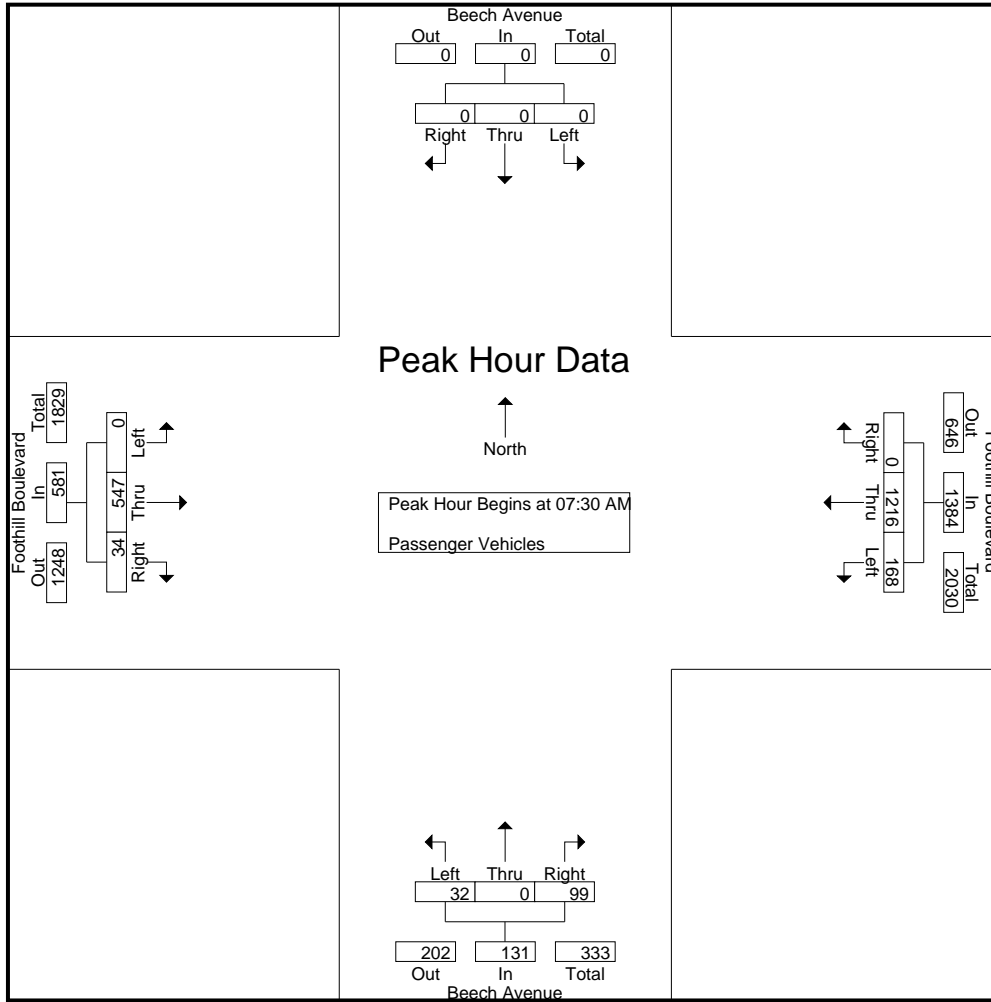 Beech Avenue
Out In Total
0 0 0
0 0 0
Right Thru Left
Peak Hour Data
North
Peak Hour Begins at 07:30 AM
Passenger Vehicles
Foothill Boulevard
Out In Total
1248 581 1829
34 547 0
Right Thru Left
Foothill Boulevard
Out In Total
646 1384 2030
0 1216 168
Right Thru Left
Left Thru Right
32 0 99
202 131 333
Out In Total
Beech Avenue